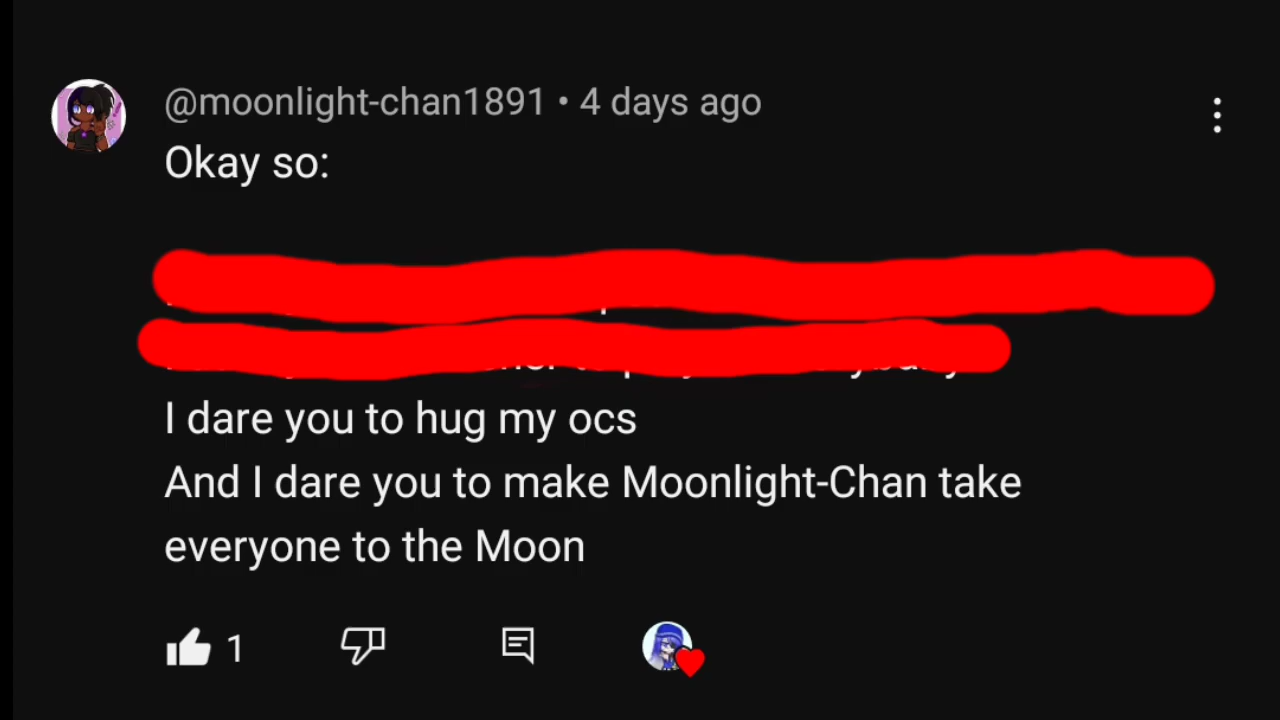 @moonlight-chan1891 • 4 days ago
Okay so:
I dare you to hug my ocs
And I dare you to make Moonlight-Chan take
everyone to the Moon
1